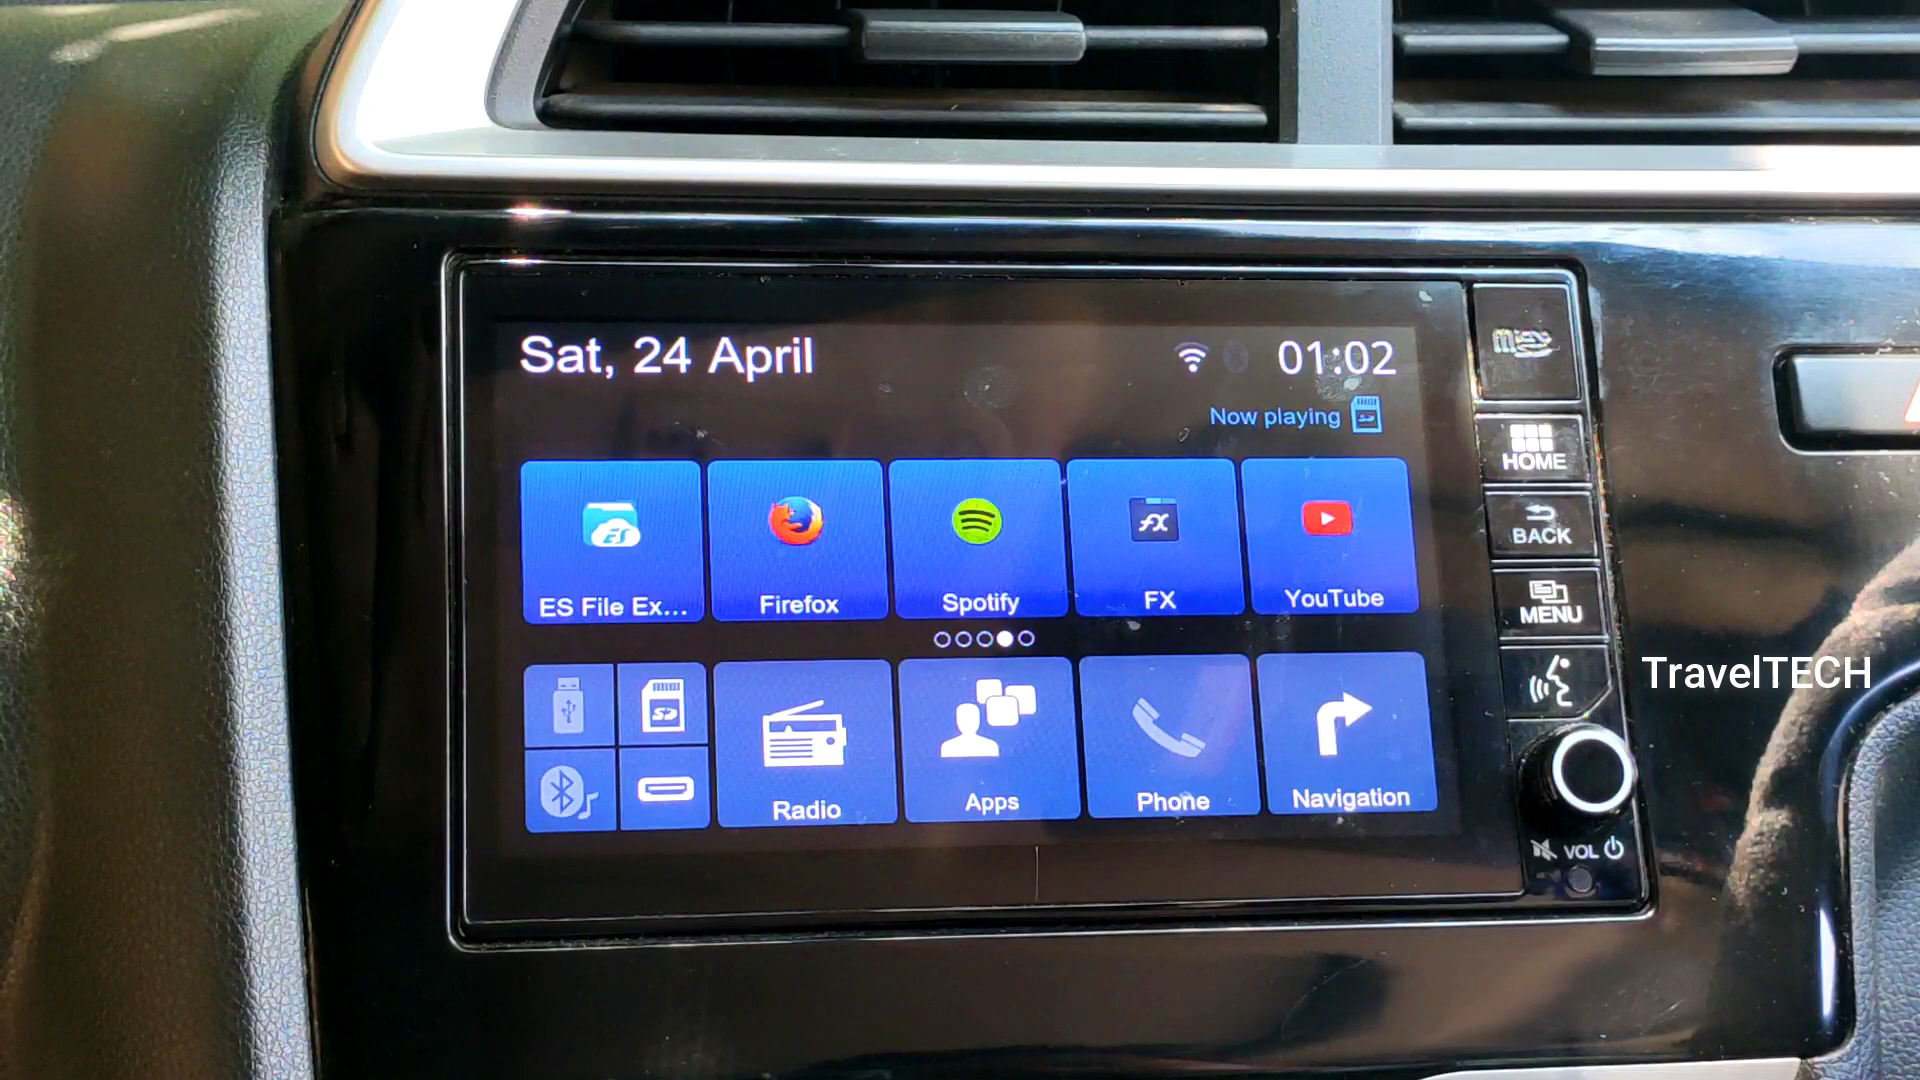 Sat, 24 April
01:02
Now playing
ES File Ex...
Firefox
Spotify
FX
YouTube
Radio
Apps
Phone
Navigation
HOME
BACK
MENU
VOL
TravelTECH